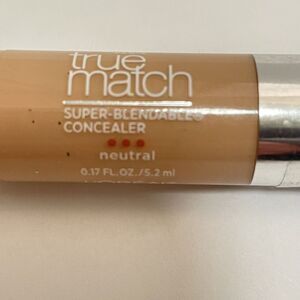 true
match
SUPER-BLENDABLE
CONCEALER
neutral
0.17 FL.OZ./5.2 ml